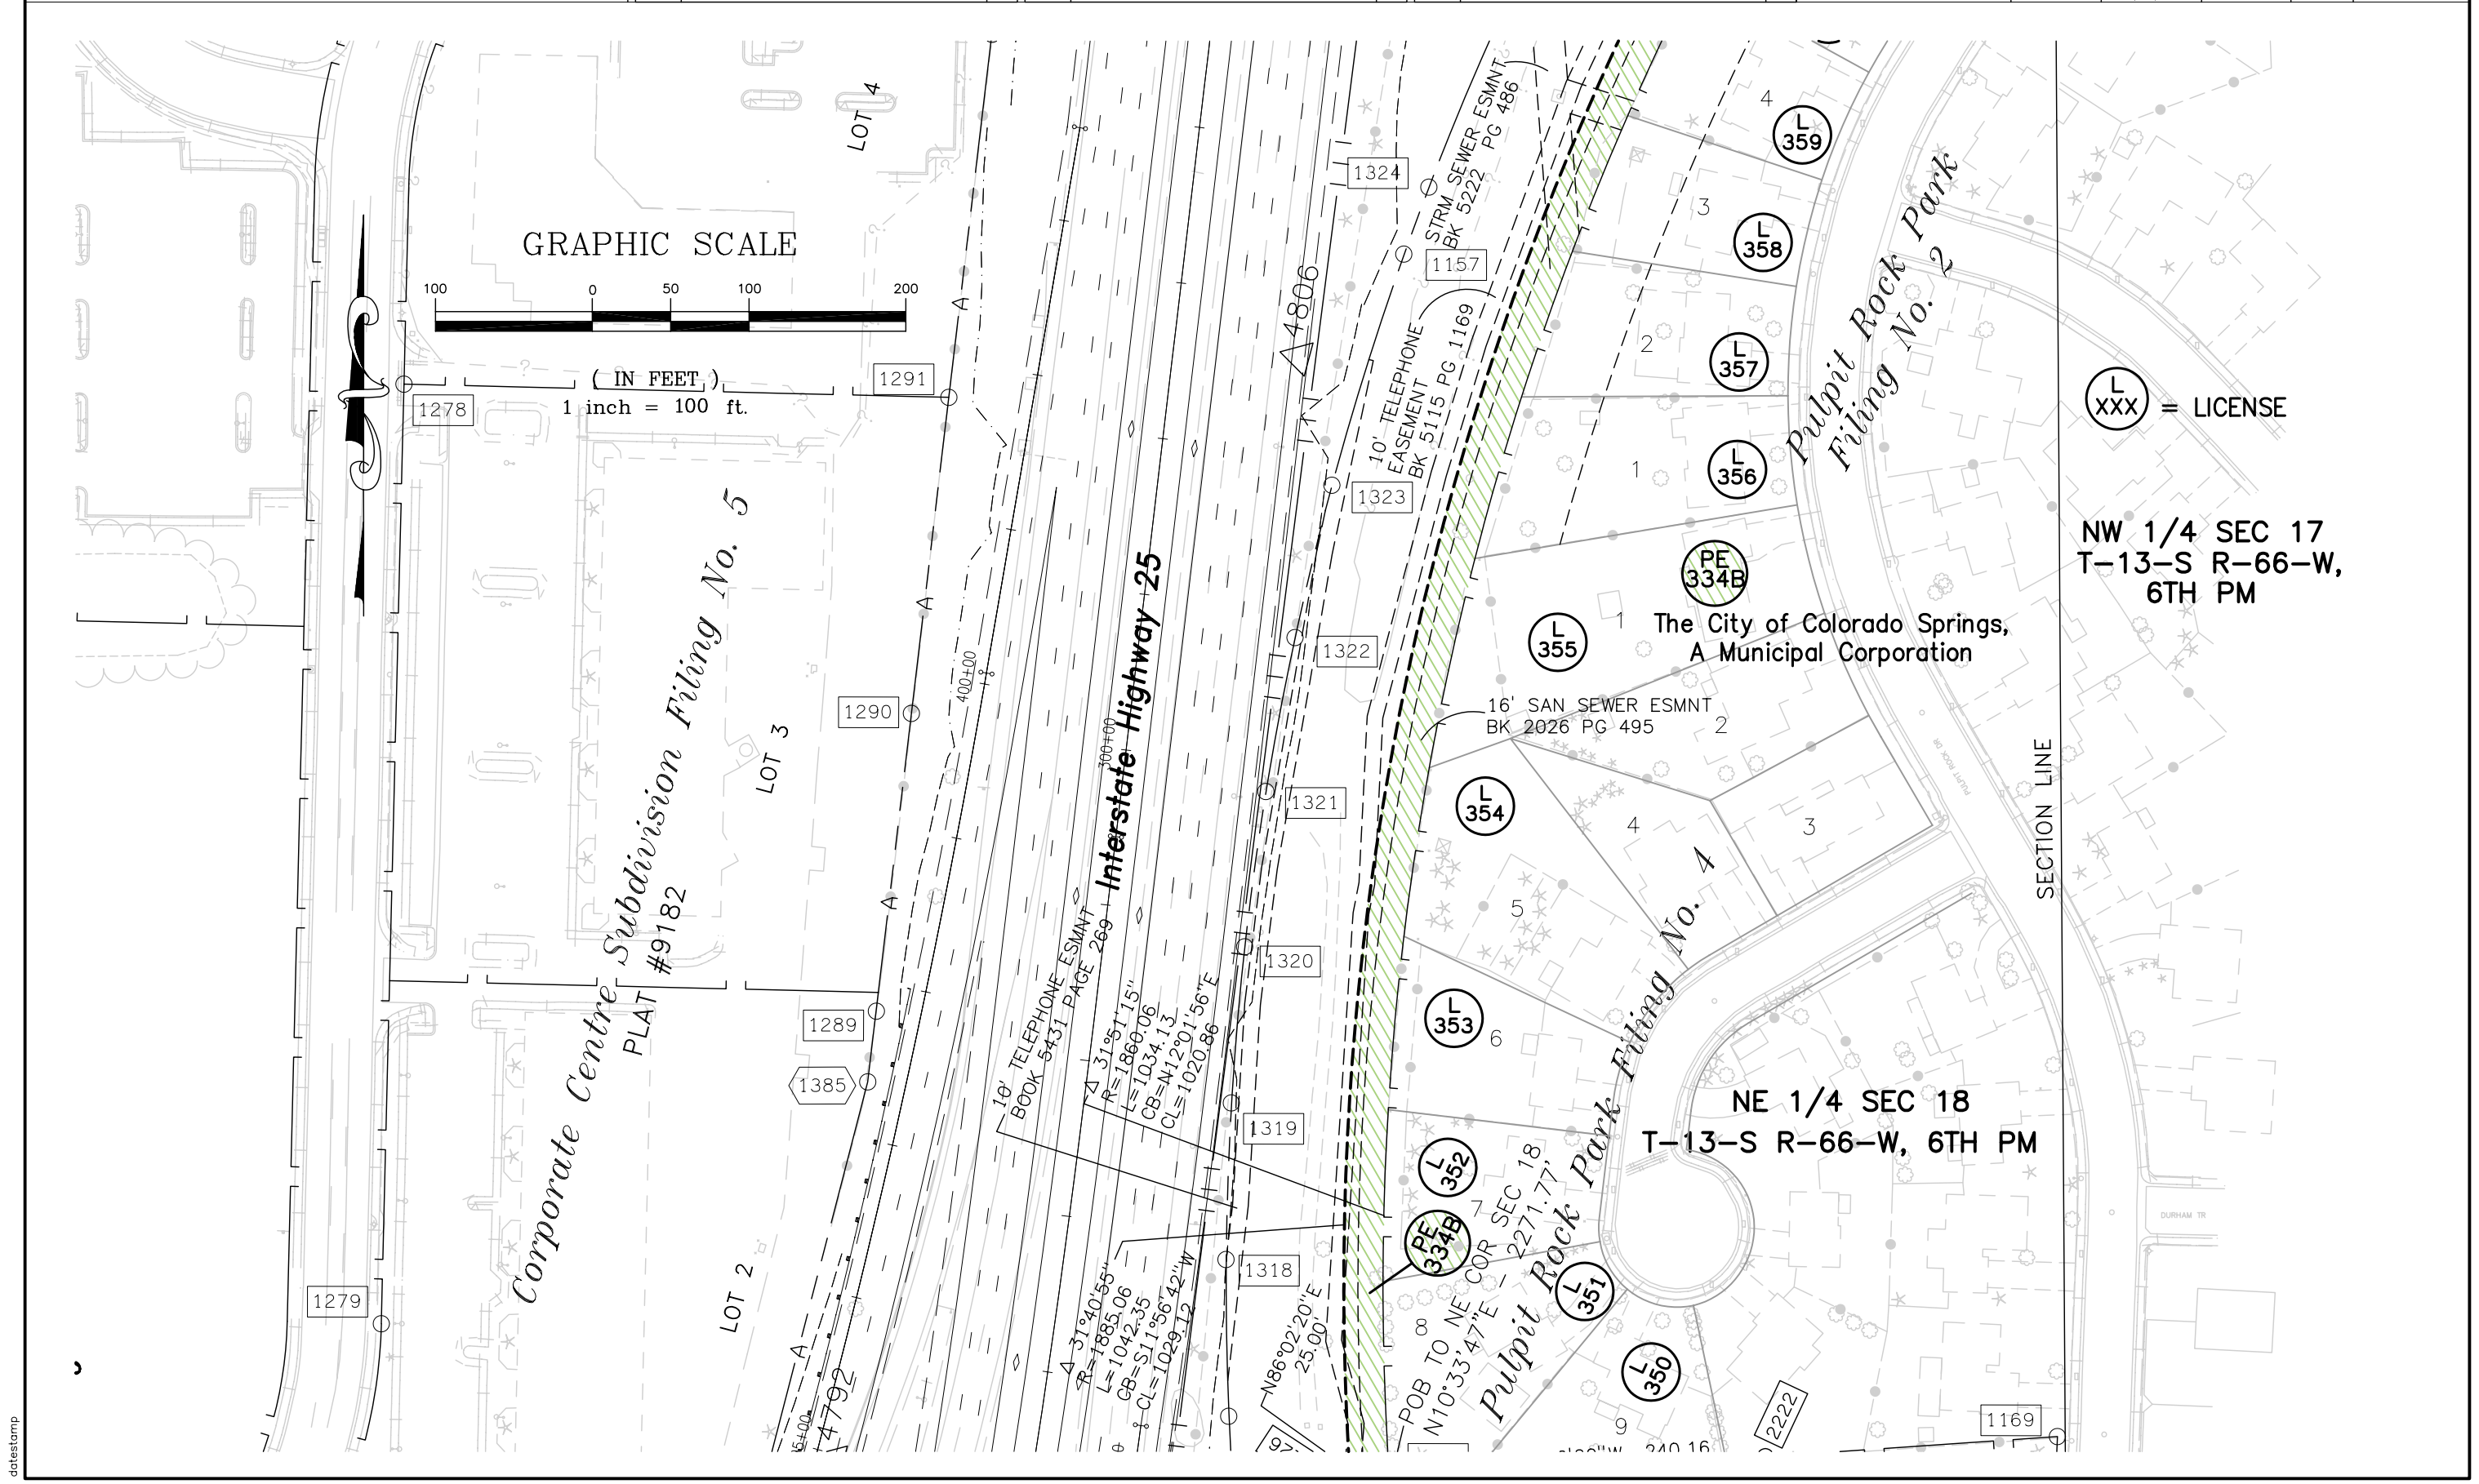 GRAPHIC SCALE
100 0 50 100 200
( IN FEET )
1 inch = 100 ft.
1278
1291
1290
1289
1385
1279
LOT 4
LOT 3
LOT 2
Corporate Centre Subdivision Filing No. 5
PLAT #9182
400+00
300+00
Interstate Highway 25
10' TELEPHONE ESMNT
BOOK 5431 PAGE 269
Δ 31°51'15"
R=1860.06
L=1034.13
CB=N12°01'56"E
CL=1020.86
Δ 31°40'55"
R=1885.06
L=1042.35
CB=S11°56'42"W
CL=1029.12
4792
4806
1324
1157
1323
1322
1321
1320
1319
1318
STRM SEWER ESMNT
BK 5222 PG 486
10' TELEPHONE
EASEMENT
BK 5115 PG 1169
16' SAN SEWER ESMNT
BK 2026 PG 495
N86°02'20"E
25.00'
POB TO NE COR SEC 18
N10°33'47"E - 2271.77'
4
L
359
3
L
358
2
L
357
1
L
356
PE
334B
The City of Colorado Springs,
A Municipal Corporation
1
L
355
2
L
354
4
3
5
L
353
6
L
352
7
PE
334B
L
351
8
L
350
9
Pulpit Rock Park
Filing No. 2
Pulpit Rock Park Filing No. 4
L
XXX
= LICENSE
NW 1/4 SEC 17
T-13-S R-66-W,
6TH PM
SECTION LINE
NE 1/4 SEC 18
T-13-S R-66-W, 6TH PM
DURHAM TR
2222
1169
datestamp